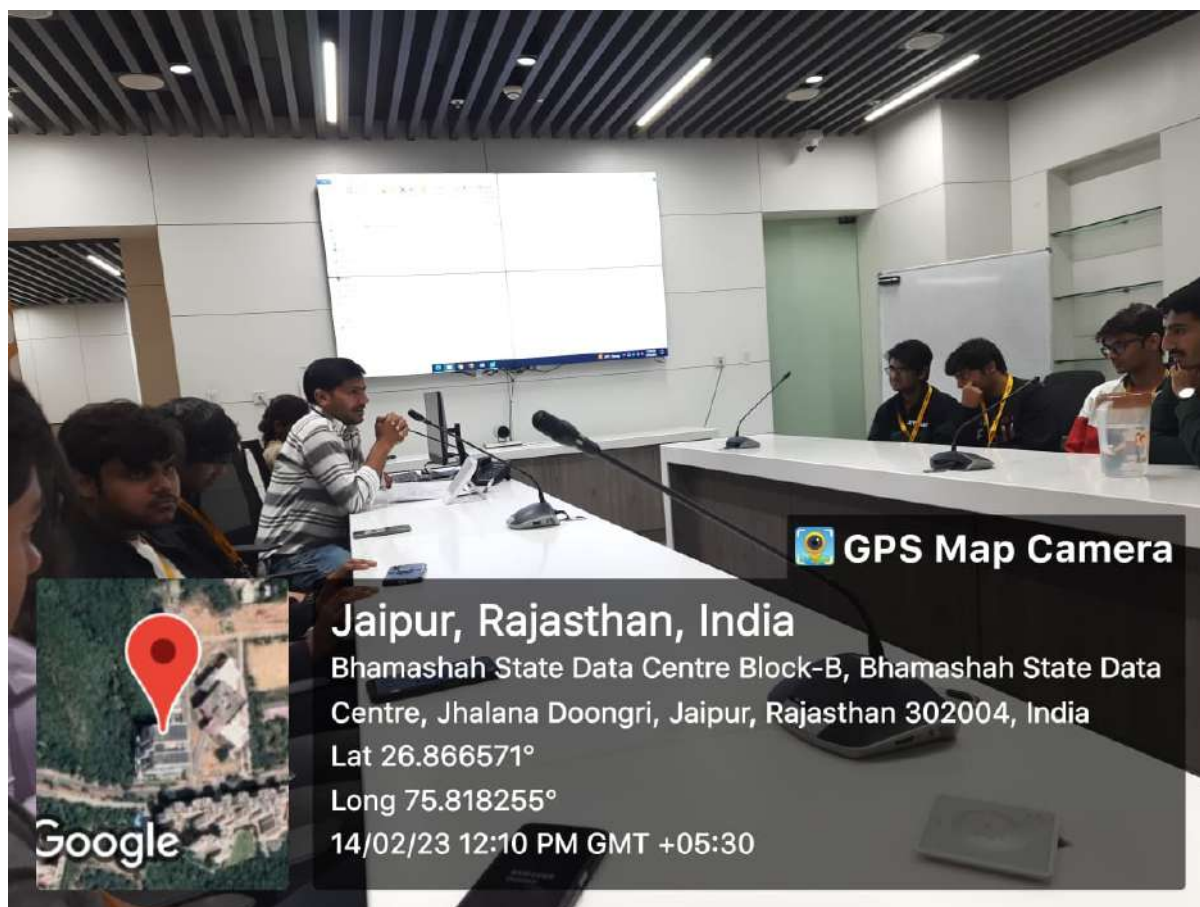 GPS Map Camera
Jaipur, Rajasthan, India
Bhamashah State Data Centre Block-B, Bhamashah State Data
Centre, Jhalana Doongri, Jaipur, Rajasthan 302004, India
Lat 26.866571°
Long 75.818255°
14/02/23 12:10 PM GMT +05:30
Google